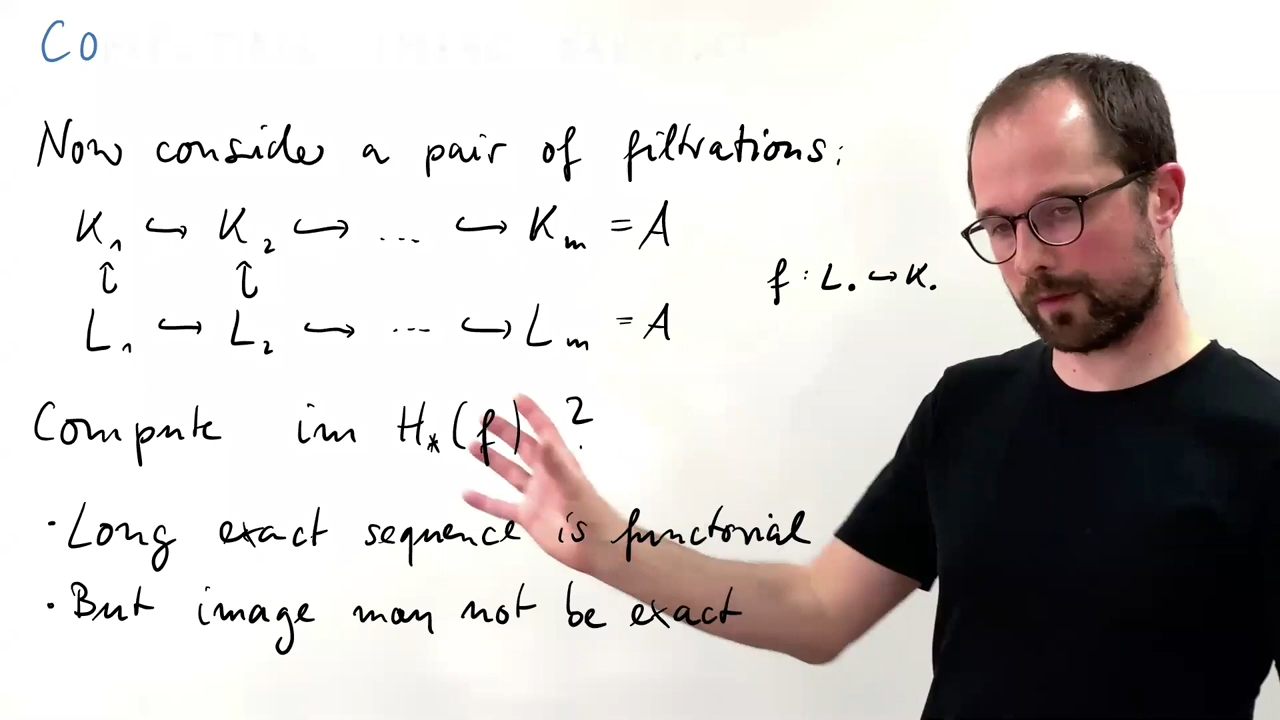 Co
Now consider a pair of filtrations:
K₁ ↪ K₂ ↪ ... ↪ Kₘ = A
f : L. ↪ K.
L₁ ↪ L₂ ↪ ... ↪ Lₘ = A
Compute im H_*(f) ?
· Long exact sequence is functorial
· But image may not be exact